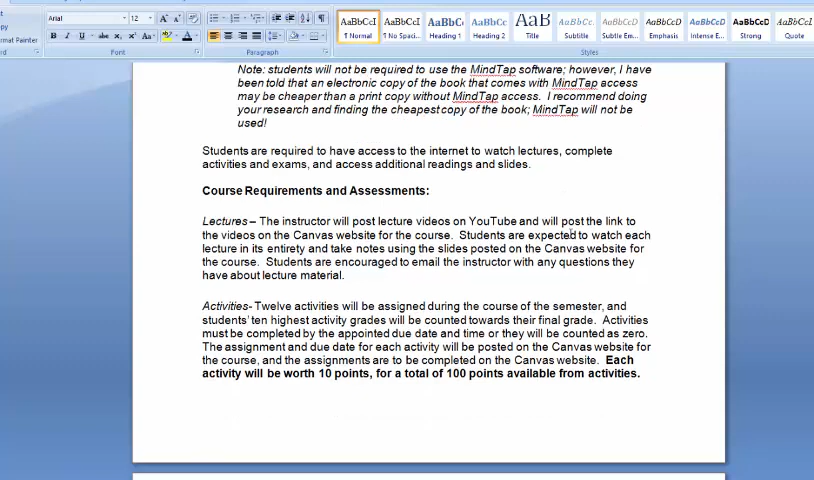 opy
ormat Painter
Arial
12
Font
Paragraph
AaBbCcI
¶ Normal
AaBbCcI
¶ No Spaci...
AaBbC
Heading 1
AaBbCc
Heading 2
AaB
Title
AaBbCc.
Subtitle
AaBbCcD
Subtle Em...
AaBbCcD
Emphasis
AaBbCcD
Intense E...
AaBbCcD
Strong
AaBbCcD
Quote
Styles
Note: students will not be required to use the MindTap software; however, I have
been told that an electronic copy of the book that comes with MindTap access
may be cheaper than a print copy without MindTap access. I recommend doing
your research and finding the cheapest copy of the book; MindTap will not be
used!
Students are required to have access to the internet to watch lectures, complete
activities and exams, and access additional readings and slides.
Course Requirements and Assessments:
Lectures – The instructor will post lecture videos on YouTube and will post the link to
the videos on the Canvas website for the course. Students are expected to watch each
lecture in its entirety and take notes using the slides posted on the Canvas website for
the course. Students are encouraged to email the instructor with any questions they
have about lecture material.
Activities- Twelve activities will be assigned during the course of the semester, and
students' ten highest activity grades will be counted towards their final grade. Activities
must be completed by the appointed due date and time or they will be counted as zero.
The assignment and due date for each activity will be posted on the Canvas website for
the course, and the assignments are to be completed on the Canvas website. Each
activity will be worth 10 points, for a total of 100 points available from activities.